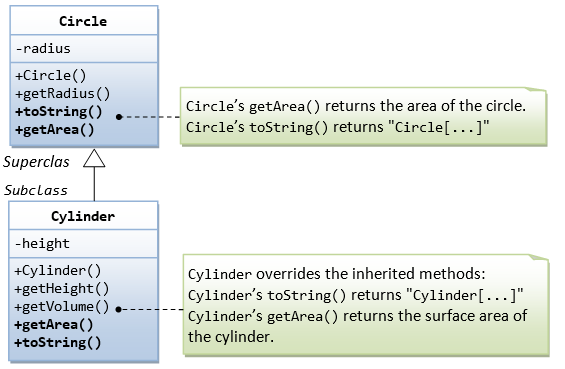 Circle
-radius
+Circle()
+getRadius()
+toString()
+getArea()
Circle's getArea() returns the area of the circle.
Circle's toString() returns "Circle[...]"
Superclas
Subclass
Cylinder
-height
+Cylinder()
+getHeight()
+getVolume()
+getArea()
+toString()
Cylinder overrides the inherited methods:
Cylinder's toString() returns "Cylinder[...]"
Cylinder's getArea() returns the surface area of
the cylinder.